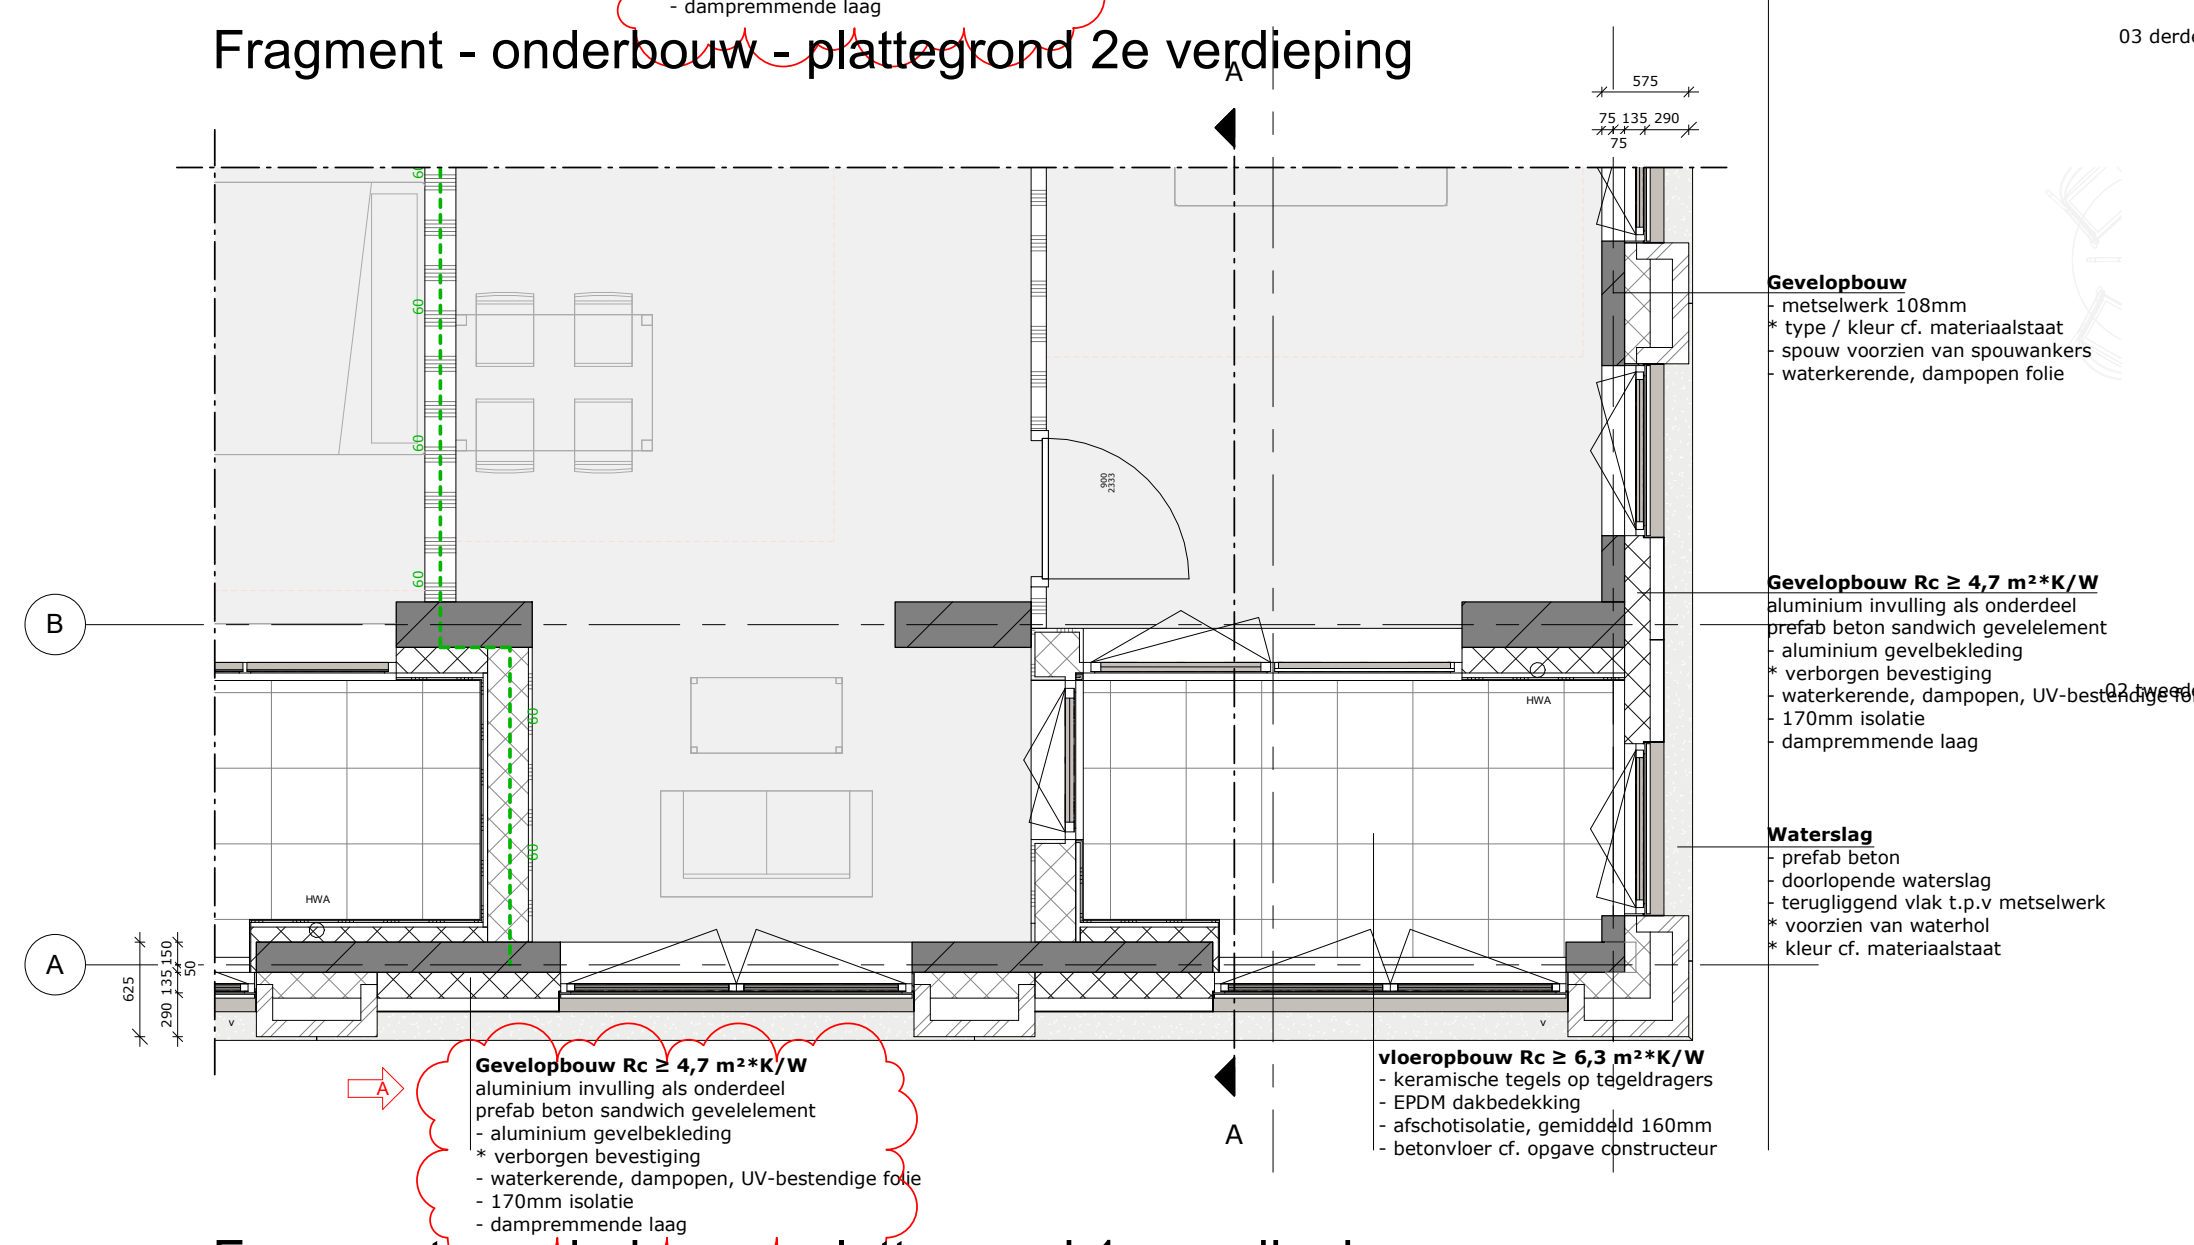 - dampremmende laag
Fragment - onderbouw - plattegrond 2e verdieping
03
A
575
75 135 290
75
60
60
60
60
900
2333
Gevelopbouw
- metselwerk 108mm
* type / kleur cf. materiaalstaat
- spouw voorzien van spouwankers
- waterkerende, dampopen folie
B
Gevelopbouw Rc ≥ 4,7 m²*K/W
aluminium invulling als onderdeel
prefab beton sandwich gevelelement
- aluminium gevelbekleding
* verborgen bevestiging
- waterkerende, dampopen, UV-bestendige
- 170mm isolatie
- dampremmende laag
02
HWA
60
60
HWA
Waterslag
- prefab beton
- doorlopende waterslag
- terugliggend vlak t.p.v metselwerk
* voorzien van waterhol
* kleur cf. materiaalstaat
A
625
290 135 150
50
v
v
A
Gevelopbouw Rc ≥ 4,7 m²*K/W
aluminium invulling als onderdeel
prefab beton sandwich gevelelement
- aluminium gevelbekleding
* verborgen bevestiging
- waterkerende, dampopen, UV-bestendige folie
- 170mm isolatie
- dampremmende laag
A
vloeropbouw Rc ≥ 6,3 m²*K/W
- keramische tegels op tegeldragers
- EPDM dakbedekking
- afschotisolatie, gemiddeld 160mm
- betonvloer cf. opgave constructeur